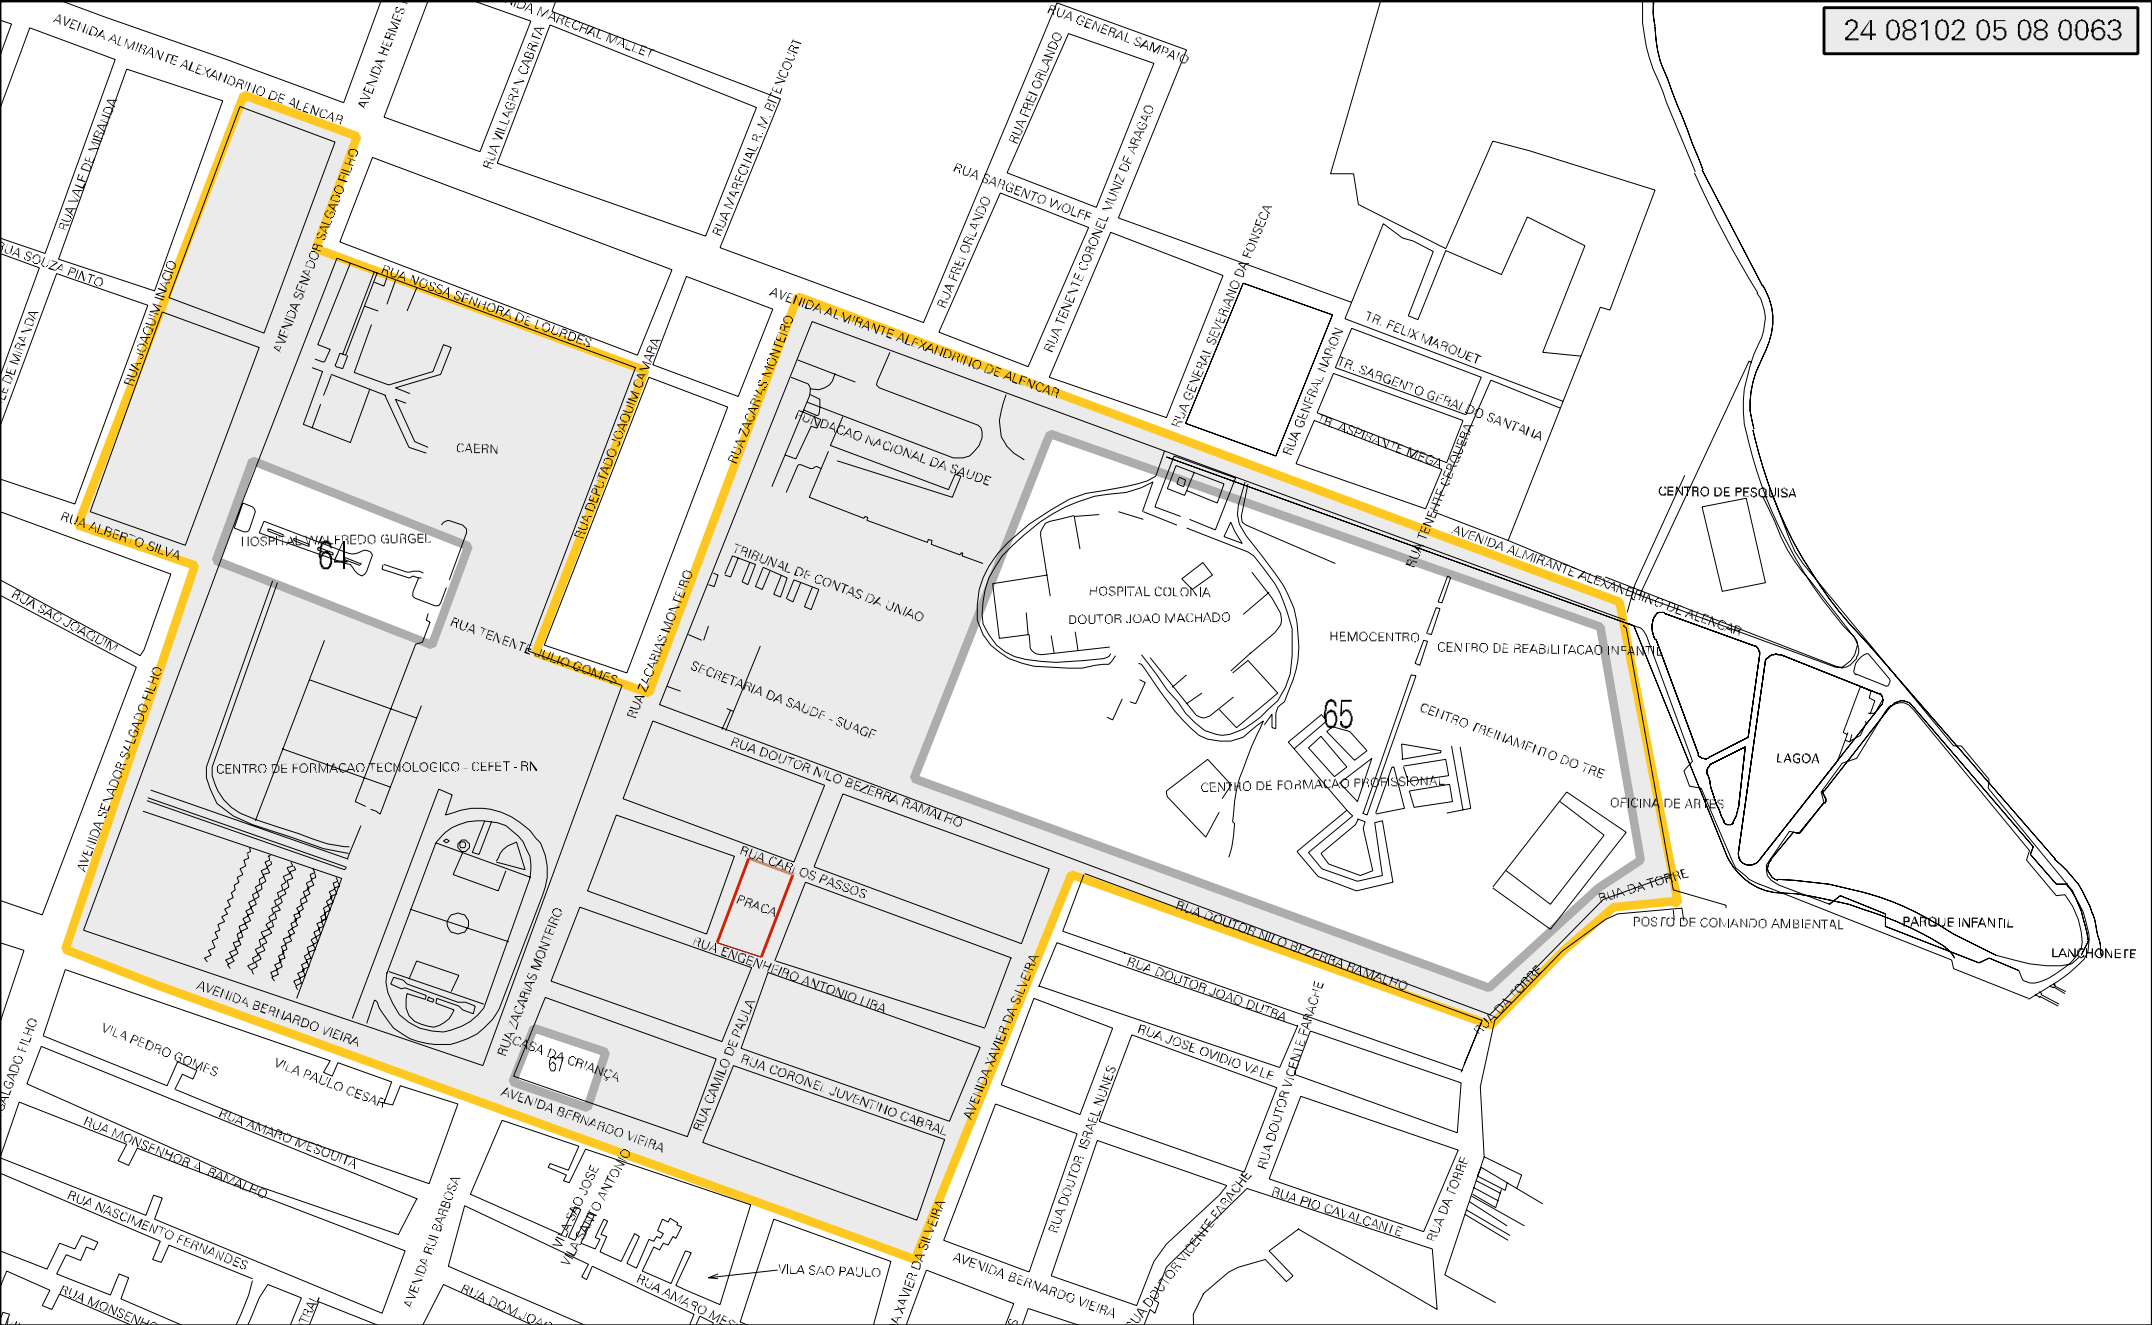 24 08102 05 08 0063
AVENIDA ALMIRANTE ALEXANDRINO DE ALENCAR
AVENIDA HERMES
RUA VILLAGRAN CABRITA
RUA MARECHAL R. M. BITENCOURT
RUA GENERAL SAMPAIO
RUA FREI ORLANDO
RUA TENENTE CORONEL MUNIZ DE ARAGAO
RUA SARGENTO WOLFF
RUA FREI ORLANDO
RUA VALE DE MIRANDA
RUA SOUZA PINTO
RUA JOAQUIM INACIO
AVENIDA SENADOR SALGADO FILHO
RUA NOSSA SENHORA DE LOURDES
RUA DEPUTADO JOAQUIM CAMARA
RUA ZACARIAS MONTEIRO
AVENIDA ALMIRANTE ALEXANDRINO DE ALENCAR
RUA GENERAL SEVERIANO DA FONSECA
RUA GENERAL NAPION
TR. FELIX MARQUET
TR. SARGENTO GERALDO SANTANA
TR. ASPIRANTE MEGA
RUA TENENTE CERQUEIRA
CAERN
FUNDACAO NACIONAL DA SAUDE
CENTRO DE PESQUISA
RUA ALBERTO SILVA
HOSPITAL WALFREDO GURGEL
64
TRIBUNAL DE CONTAS DA UNIAO
AVENIDA ALMIRANTE ALEXANDRINO DE ALENCAR
HOSPITAL COLONIA
DOUTOR JOAO MACHADO
HEMOCENTRO
CENTRO DE REABILITACAO INFANTIL
RUA SAO JOAQUIM
RUA TENENTE JULIO GOMES
RUA ZACARIAS MONTEIRO
SECRETARIA DA SAUDE - SUAGE
65
CENTRO TREINAMENTO DO TRE
LAGOA
AVENIDA SENADOR SALGADO FILHO
CENTRO DE FORMACAO TECNOLOGICO - CEFET - RN
RUA DOUTOR NILO BEZERRA RAMALHO
CENTRO DE FORMACAO PROFISSIONAL
OFICINA DE ARTES
RUA CARLOS PASSOS
PRACA
RUA ENGENHEIRO ANTONIO LIRA
RUA DA TORRE
POSTO DE COMANDO AMBIENTAL
PARQUE INFANTIL
LANCHONETE
RUA DOUTOR NILO BEZERRA RAMALHO
RUA ZACARIAS MONTEIRO
AVENIDA BERNARDO VIEIRA
RUA DOUTOR JOAO DUTRA
RUA DA TORRE
AVENIDA XAVIER DA SILVEIRA
RUA CAMILO DE PAULA
CASA DA CRIANÇA
67
RUA CORONEL JUVENTINO CABRAL
RUA JOSE OVIDIO VALE
RUA DOUTOR VICENTE FARACHE
RUA DOUTOR ISRAEL NUNES
SALGADO FILHO
VILA PEDRO GOMES
VILA PAULO CESAR
AVENIDA BERNARDO VIEIRA
RUA AMARO MESQUITA
RUA MONSENHOR A. RAMALHO
RUA NASCIMENTO FERNANDES
AVENIDA RUI BARBOSA
VILA SAO JOSE
VILA SANTO ANTONIO
VILA SAO PAULO
RUA PIO CAVALCANTE
RUA DA TORRE
RUA DOUTOR VICENTE FARACHE
AVENIDA BERNARDO VIEIRA
XAVIER DA SILVEIRA
RUA AMARO MES
RUA MONSENH